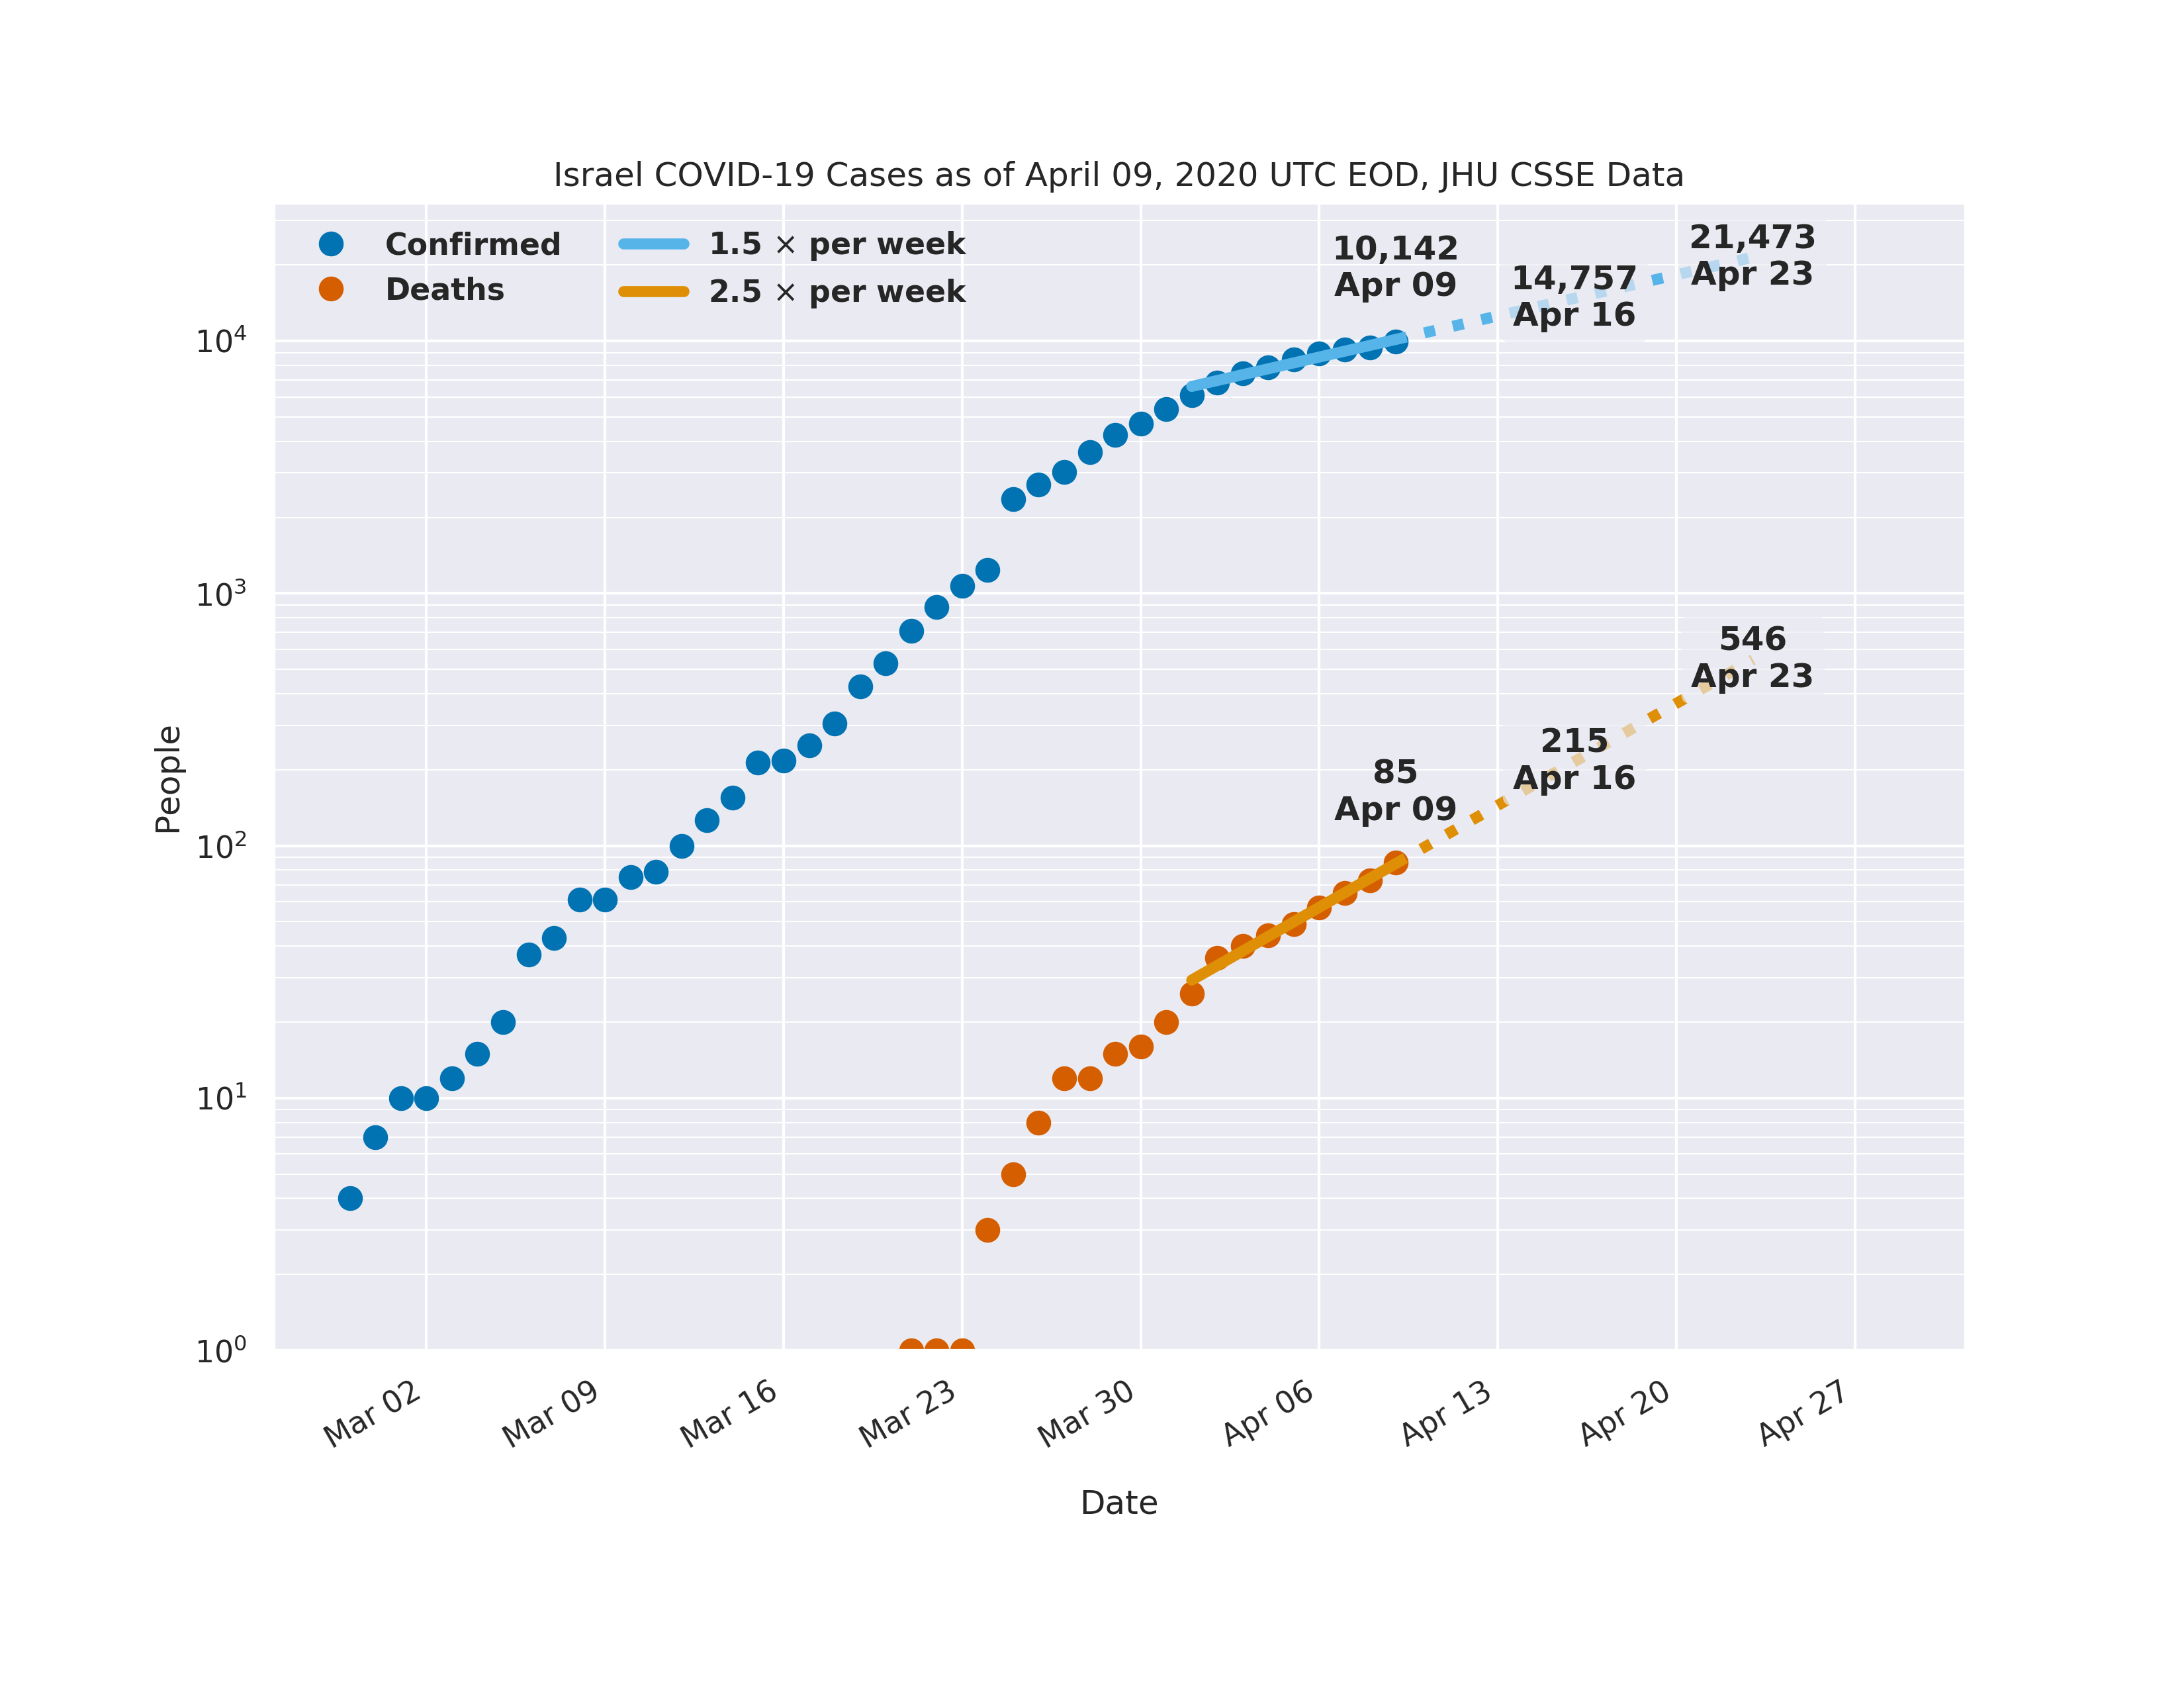 Israel COVID-19 Cases as of April 09, 2020 UTC EOD, JHU CSSE Data
Confirmed
Deaths
1.5 × per week
2.5 × per week
10,142
Apr 09
14,757
Apr 16
21,473
Apr 23
85
Apr 09
215
Apr 16
546
Apr 23
People
10⁴
10³
10²
10¹
10⁰
Mar 02
Mar 09
Mar 16
Mar 23
Mar 30
Apr 06
Apr 13
Apr 20
Apr 27
Date